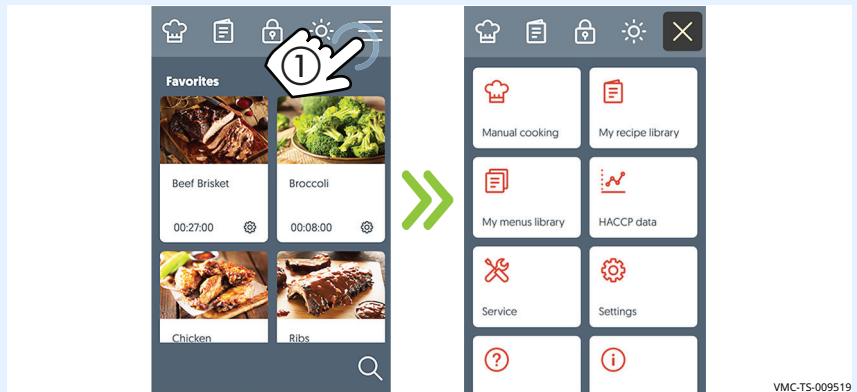 ①
Favorites
Beef Brisket
Broccoli
00:27:00
00:08:00
Chicken
Ribs
Manual cooking
My recipe library
My menus library
HACCP data
Service
Settings
?
i
VMC-TS-009519